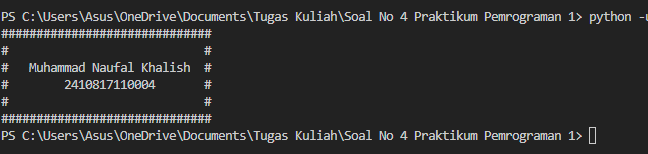 PS C:\Users\Asus\OneDrive\Documents\Tugas Kuliah\Soal No 4 Praktikum Pemrograman 1> python -u
##############################
#                            #
#   Muhammad Naufal Khalish  #
#        2410817110004       #
#                            #
##############################
PS C:\Users\Asus\OneDrive\Documents\Tugas Kuliah\Soal No 4 Praktikum Pemrograman 1>